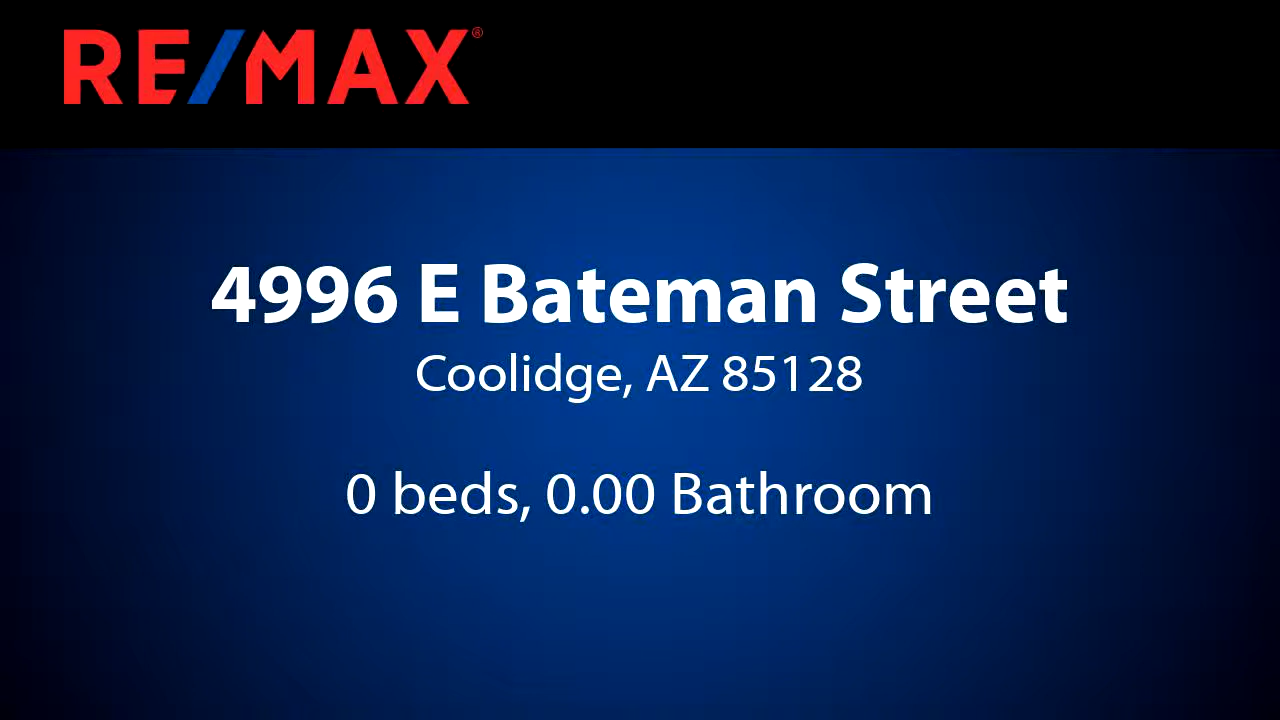 RE/MAX®
4996 E Bateman Street
Coolidge, AZ 85128
0 beds, 0.00 Bathroom